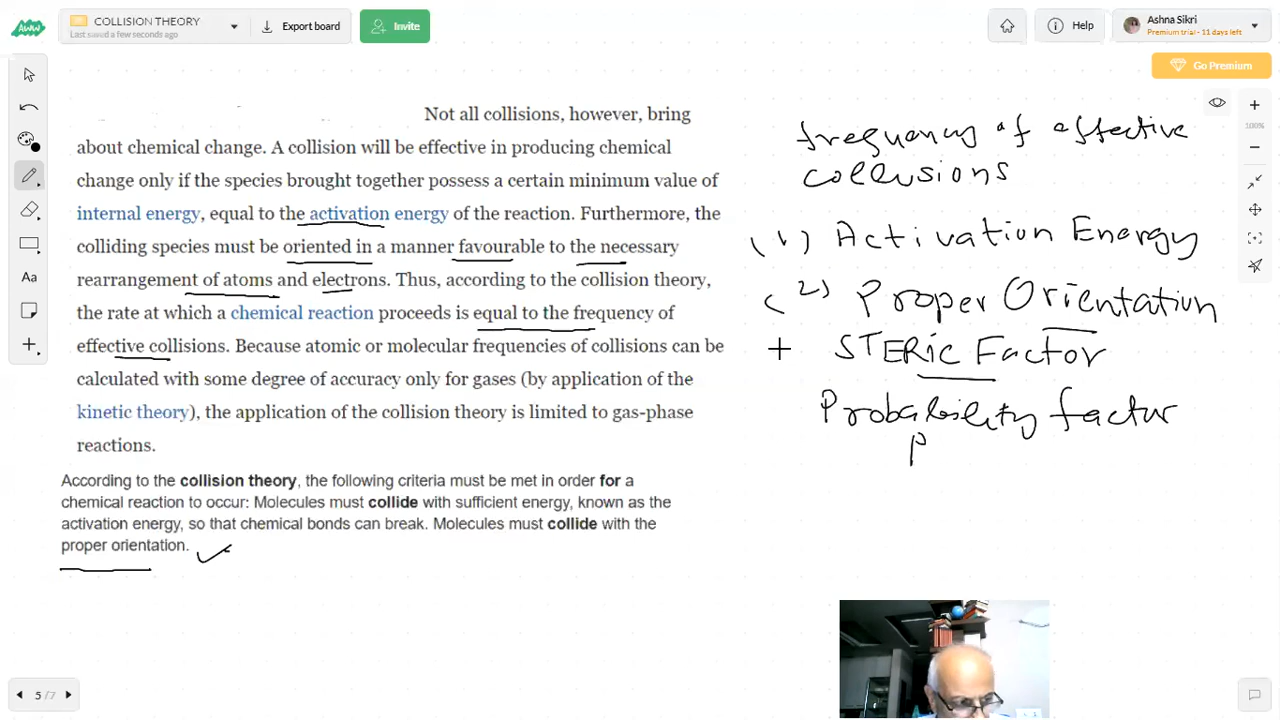 COLLISION THEORY
Last saved a few seconds ago
Export board
Invite
Help
Ashna Sikri
Premium trial - 11 days left
Go Premium
100%
Aa
Not all collisions, however, bring
about chemical change. A collision will be effective in producing chemical
change only if the species brought together possess a certain minimum value of
internal energy, equal to the activation energy of the reaction. Furthermore, the
colliding species must be oriented in a manner favourable to the necessary
rearrangement of atoms and electrons. Thus, according to the collision theory,
the rate at which a chemical reaction proceeds is equal to the frequency of
effective collisions. Because atomic or molecular frequencies of collisions can be
calculated with some degree of accuracy only for gases (by application of the
kinetic theory), the application of the collision theory is limited to gas-phase
reactions.
According to the collision theory, the following criteria must be met in order for a
chemical reaction to occur: Molecules must collide with sufficient energy, known as the
activation energy, so that chemical bonds can break. Molecules must collide with the
proper orientation.
frequency of effective
collusions
(1) Activation Energy
(2) Proper Orientation
+ STERic Factor
Probability factur
P
5 / 7